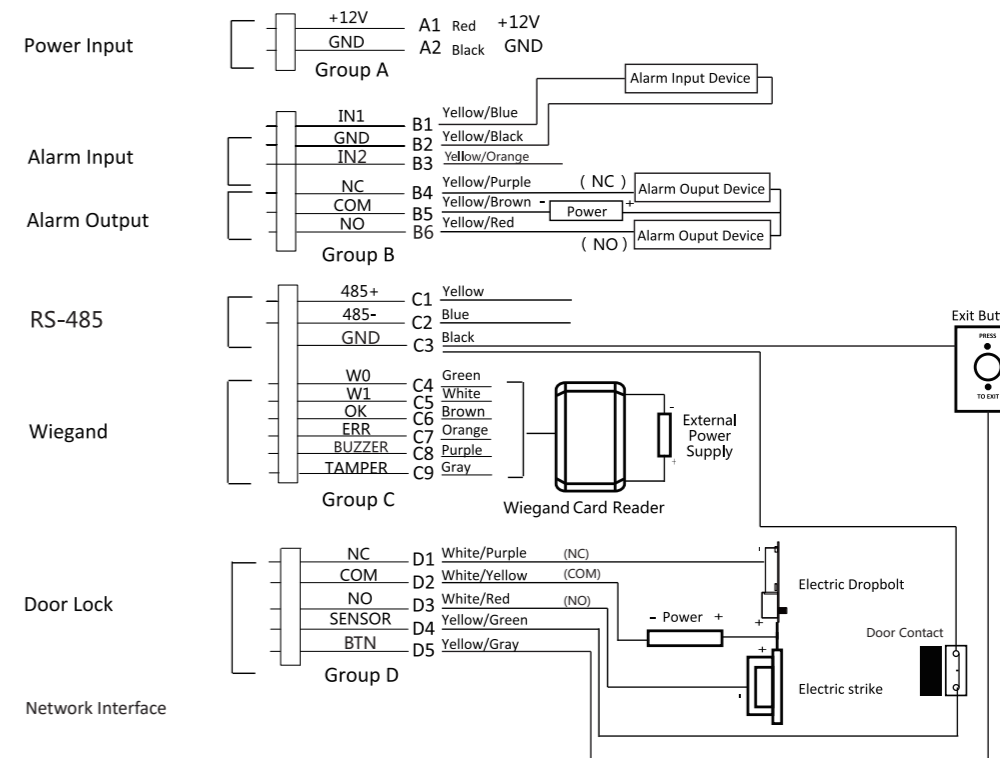 Power Input
+12V A1 Red +12V
GND A2 Black GND
Group A
Alarm Input Device
IN1 B1 Yellow/Blue
GND B2 Yellow/Black
IN2 B3 Yellow/Orange
Alarm Input
NC B4 Yellow/Purple ( NC ) Alarm Ouput Device
COM B5 Yellow/Brown - Power +
NO B6 Yellow/Red ( NO ) Alarm Ouput Device
Alarm Output
Group B
RS-485
485+ C1 Yellow
485- C2 Blue
GND C3 Black
Exit But
PRESS
TO EXIT
Wiegand
W0 C4 Green
W1 C5 White
OK C6 Brown
ERR C7 Orange
BUZZER C8 Purple
TAMPER C9 Gray
Group C
-
External
Power
Supply
+
Wiegand Card Reader
Door Lock
NC D1 White/Purple (NC)
COM D2 White/Yellow (COM)
NO D3 White/Red (NO)
SENSOR D4 Yellow/Green
BTN D5 Yellow/Gray
Group D
- Electric Dropbolt
+
- Power +
+
- Electric strike
Door Contact
Network Interface